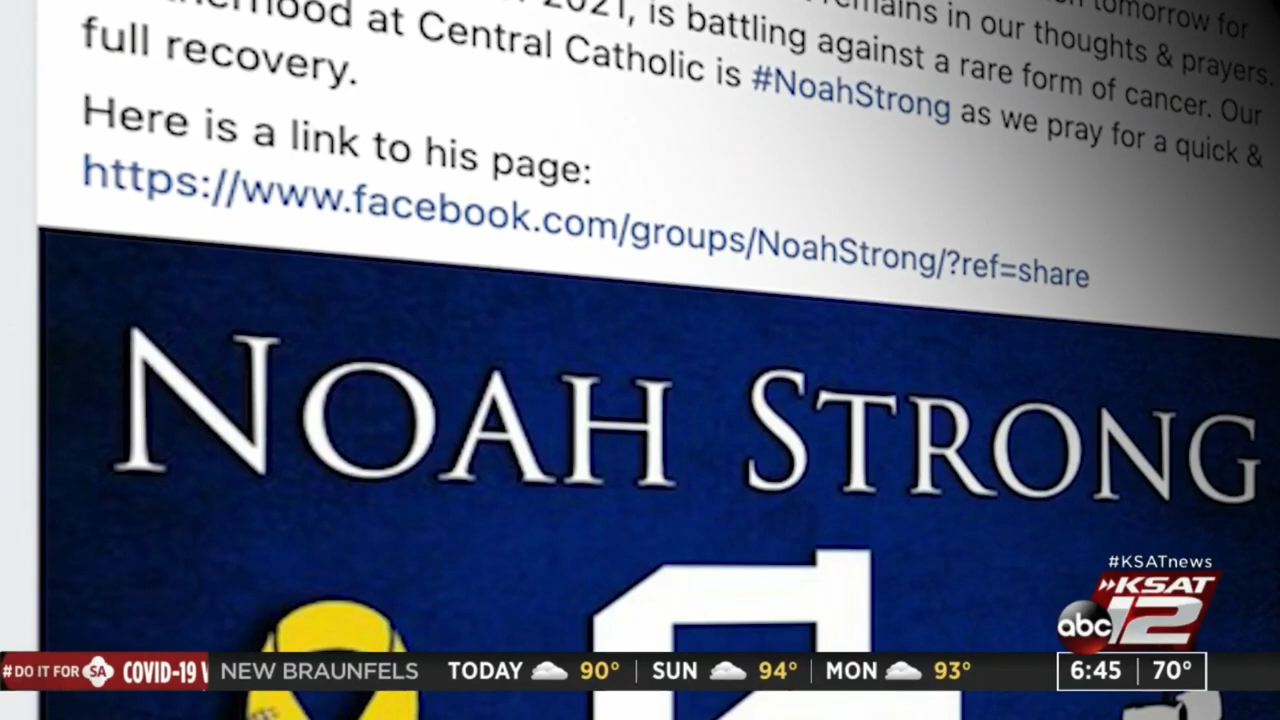 tomorrow for
2021, is battling against a rare form of cancer. Our
remains in our thoughts & prayers.
at Central Catholic is #NoahStrong as we pray for a quick &
full recovery.
Here is a link to his page:
https://www.facebook.com/groups/NoahStrong/?ref=share
NOAH STRONG
#KSATnews
KSAT
abc 12
#DO IT FOR SA COVID-19 NEW BRAUNFELS TODAY 90° SUN 94° MON 93° 6:45 70°